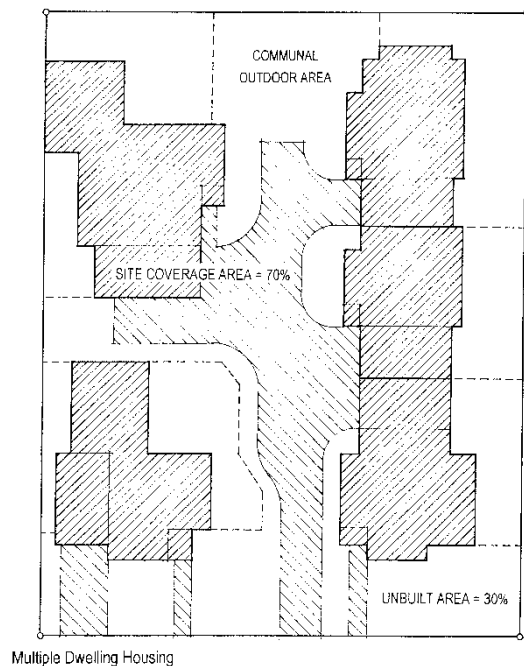 COMMUNAL
OUTDOOR AREA
SITE COVERAGE AREA = 70%
UNBUILT AREA = 30%
Multiple Dwelling Housing